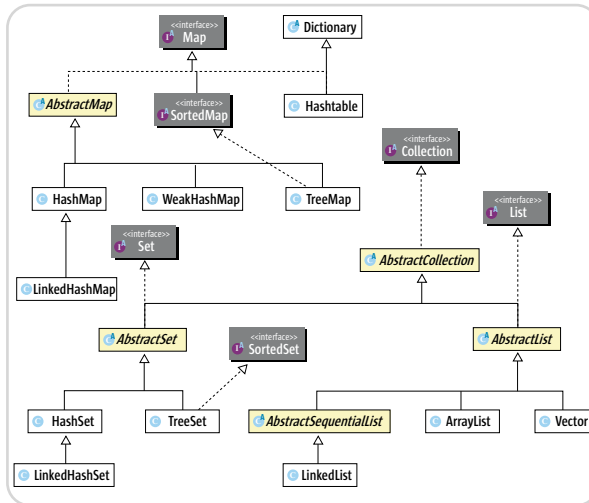 <<interface>>
Map
Dictionary
AbstractMap
<<interface>>
SortedMap
Hashtable
<<interface>>
Collection
HashMap
WeakHashMap
TreeMap
<<interface>>
List
<<interface>>
Set
AbstractCollection
LinkedHashMap
AbstractSet
<<interface>>
SortedSet
AbstractList
HashSet
TreeSet
AbstractSequentialList
ArrayList
Vector
LinkedHashSet
LinkedList